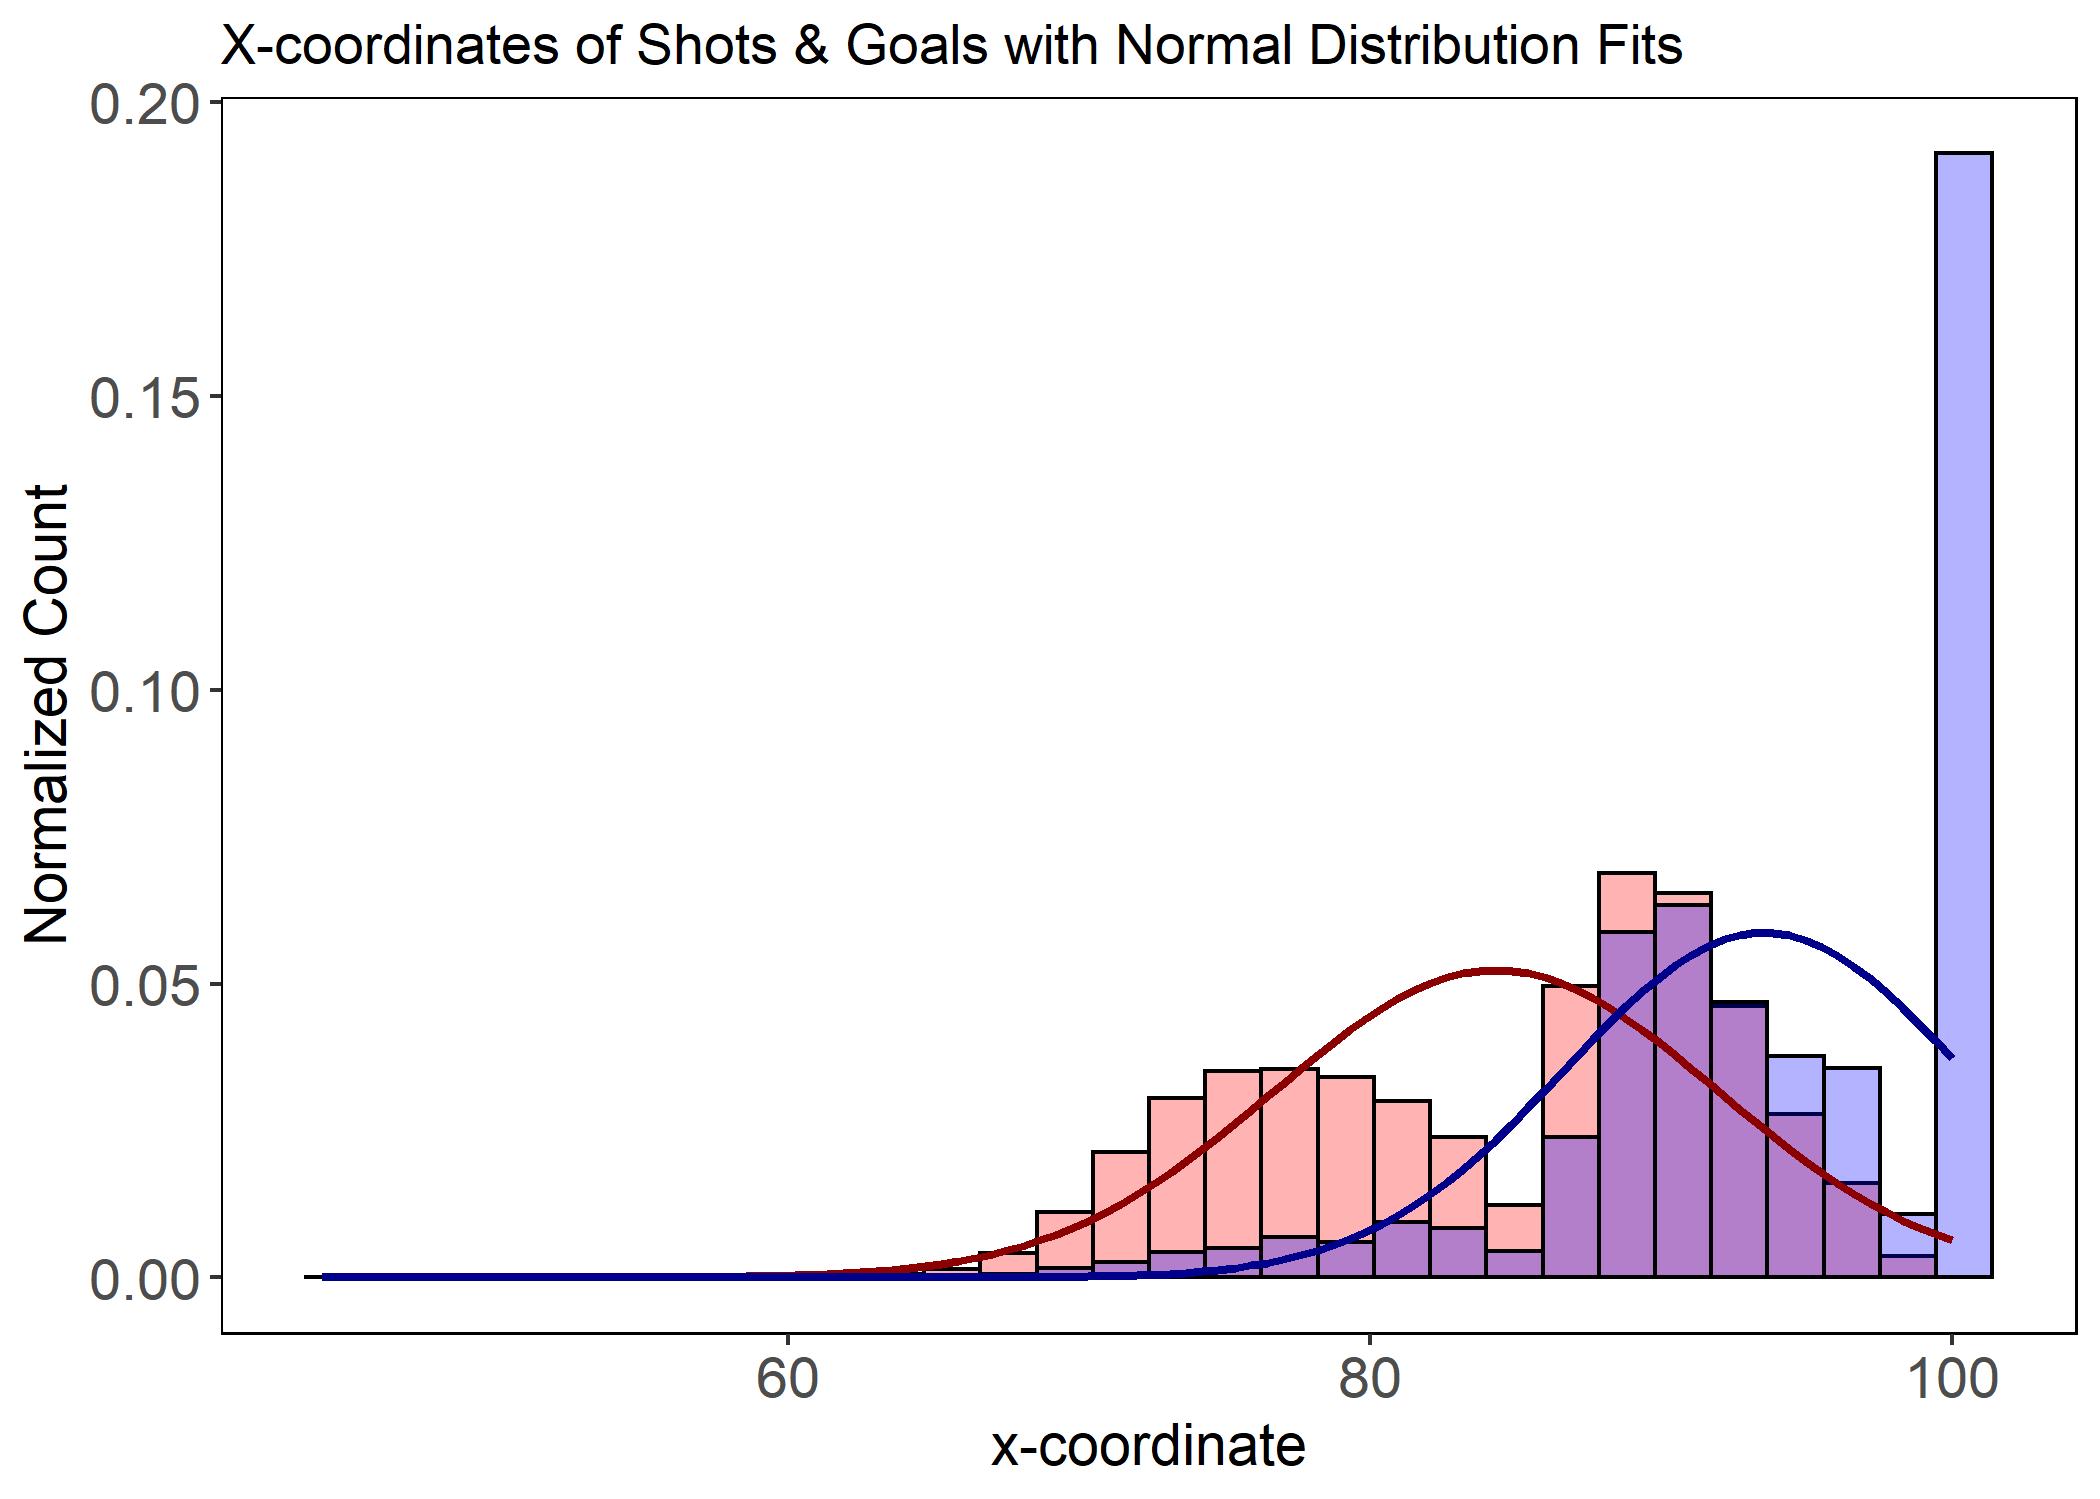 X-coordinates of Shots & Goals with Normal Distribution Fits
0.20
0.15
0.10
0.05
0.00
Normalized Count
60 80 100
x-coordinate